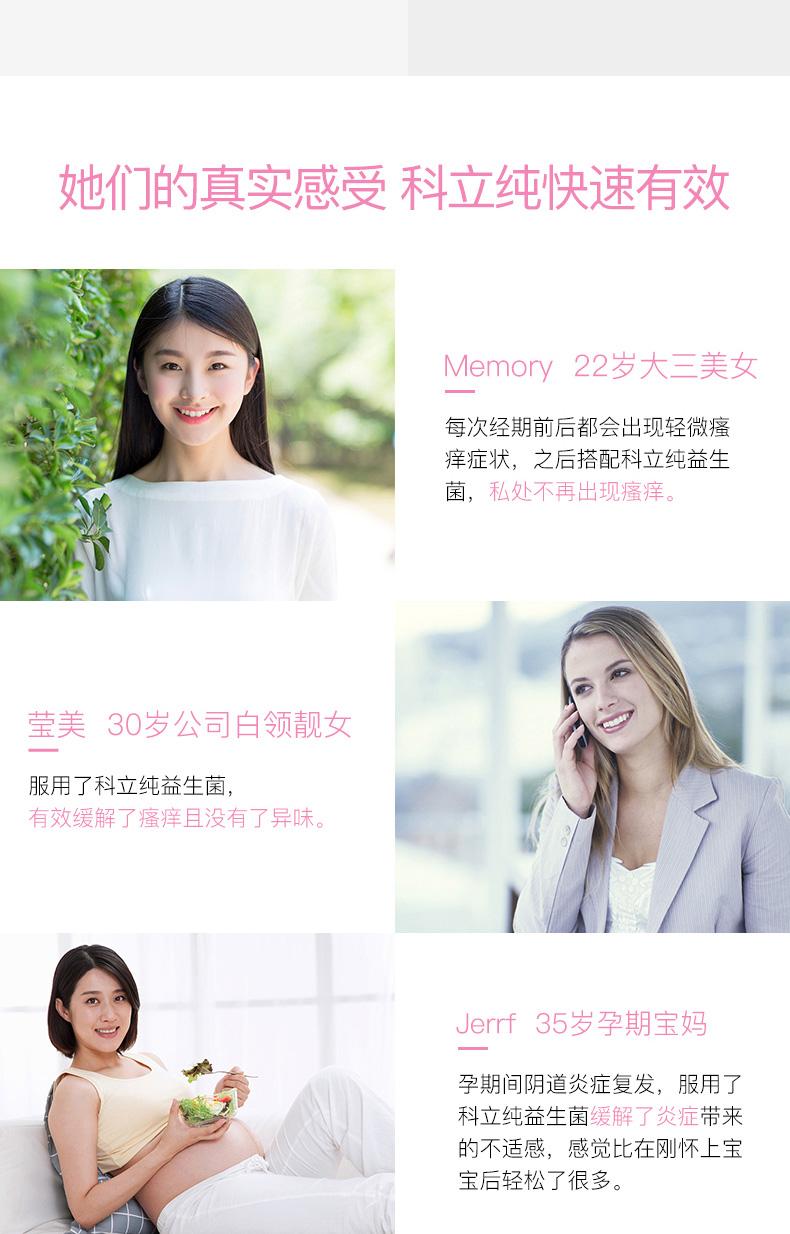 她们的真实感受 科立纯快速有效
Memory 22岁大三美女
每次经期前后都会出现轻微瘙
痒症状，之后搭配科立纯益生
菌，私处不再出现瘙痒。
莹美 30岁公司白领靓女
服用了科立纯益生菌，
有效缓解了瘙痒且没有了异味。
Jerrf 35岁孕期宝妈
孕期间阴道炎症复发，服用了
科立纯益生菌缓解了炎症带来
的不适感，感觉比在刚怀上宝
宝后轻松了很多。